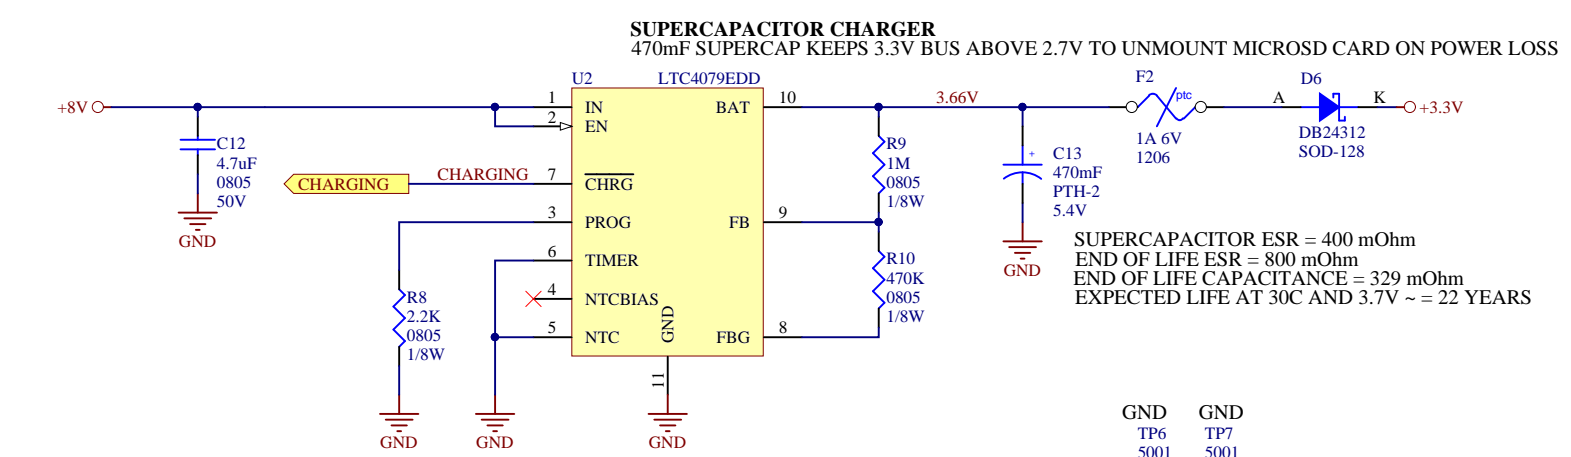 SUPERCAPACITOR CHARGER
470mF SUPERCAP KEEPS 3.3V BUS ABOVE 2.7V TO UNMOUNT MICROSD CARD ON POWER LOSS
U2 LTC4079EDD
+8V
1 IN
2 EN
7 CHRG
3 PROG
6 TIMER
4 NTCBIAS
5 NTC
GND
11
BAT 10
FB 9
FBG 8
C12
4.7uF
0805
50V
GND
CHARGING
CHARGING
R8
2.2K
0805
1/8W
GND
GND
GND
3.66V
R9
1M
0805
1/8W
R10
470K
0805
1/8W
+
C13
470mF
PTH-2
5.4V
GND
F2
ptc
1A 6V
1206
D6
A K
DB24312
SOD-128
+3.3V
SUPERCAPACITOR ESR = 400 mOhm
END OF LIFE ESR = 800 mOhm
END OF LIFE CAPACITANCE = 329 mOhm
EXPECTED LIFE AT 30C AND 3.7V ~ = 22 YEARS
GND GND
TP6 TP7
5001 5001